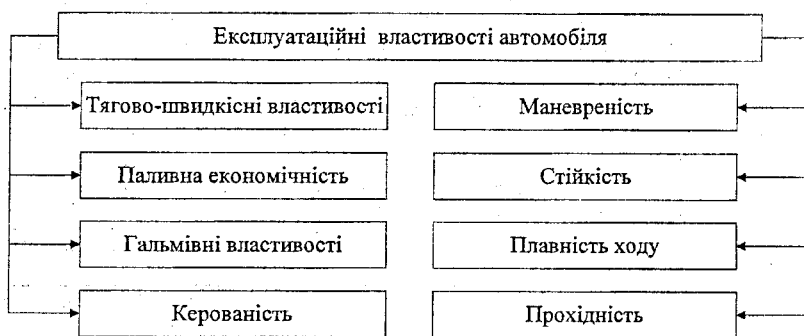 Експлуатаційні властивості автомобіля
Тягово-швидкісні властивості
Маневреність
Паливна економічність
Стійкість
Гальмівні властивості
Плавність ходу
Керованість
Прохідність